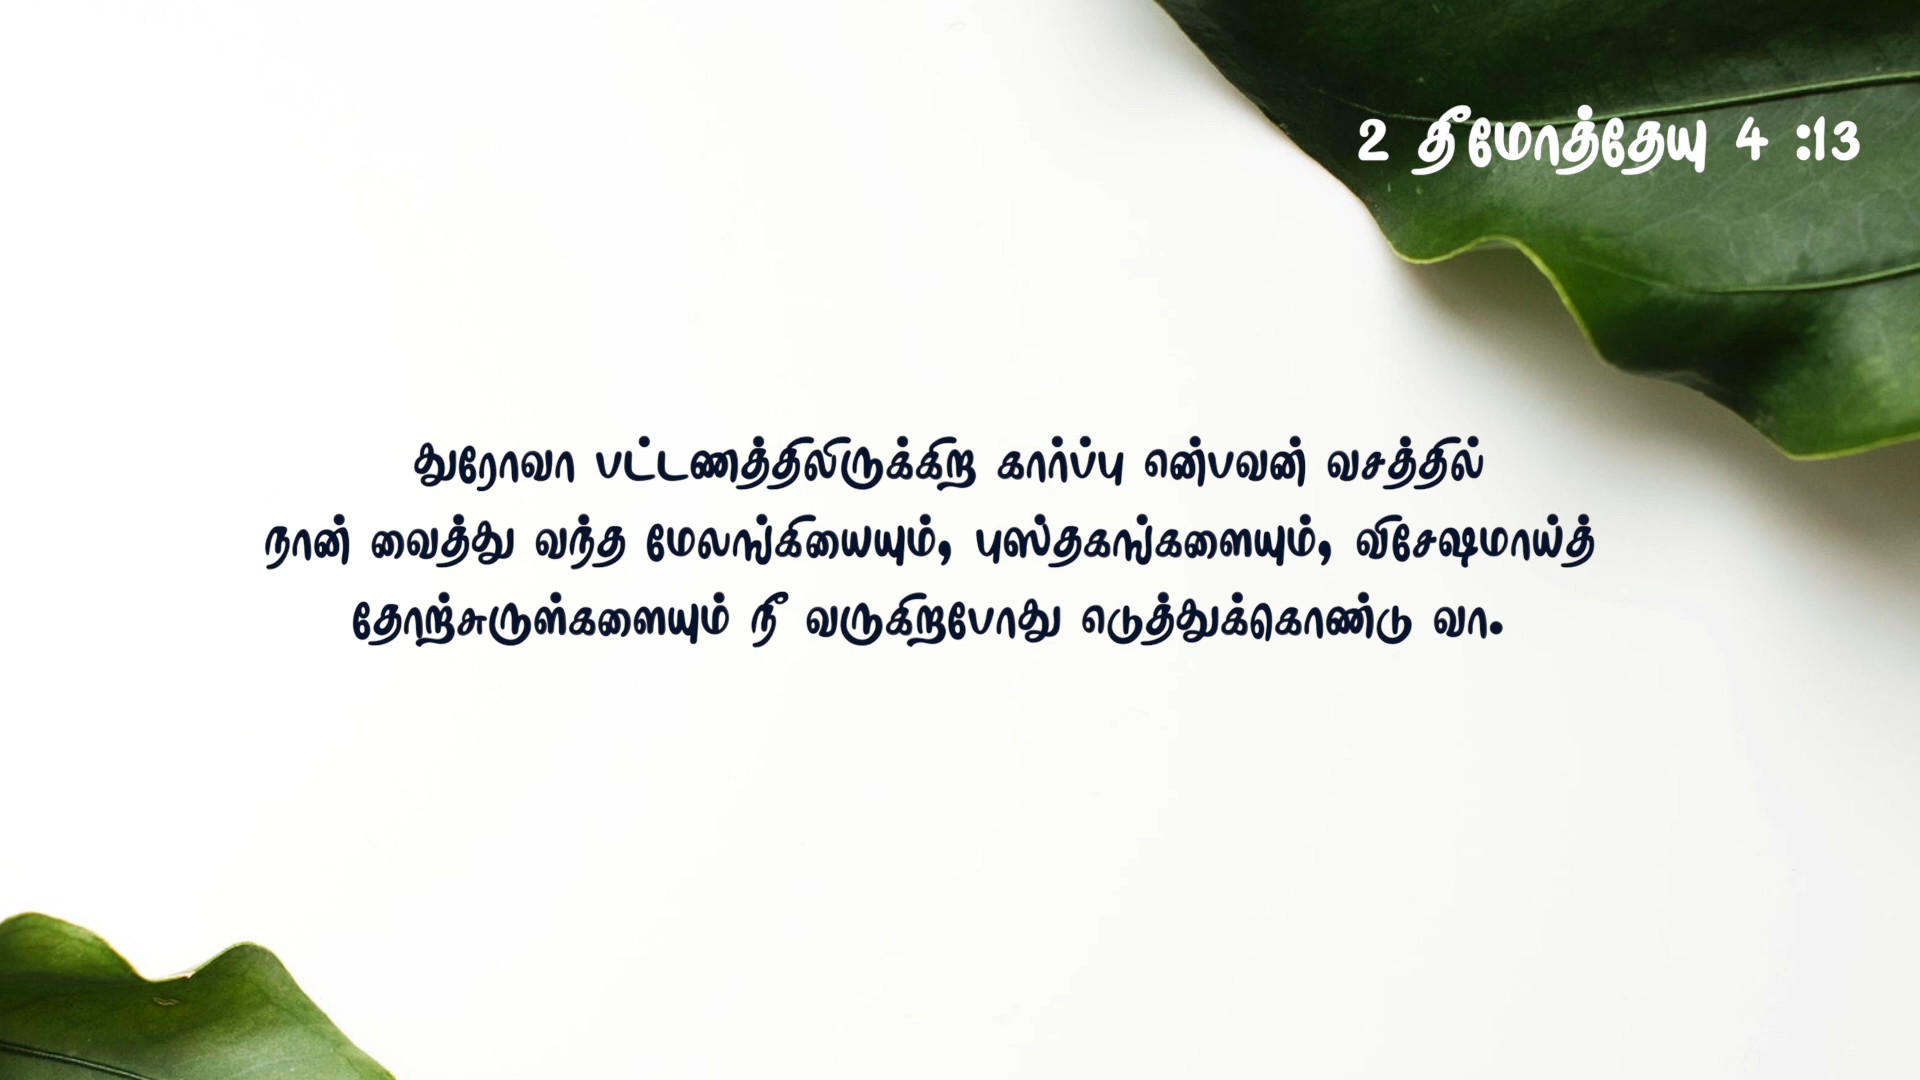 2 தீமோத்தேயு 4 :13
துரோவா பட்டணத்திலிருக்கிற கார்ப்பு என்பவன் வசத்தில்
நான் வைத்து வந்த மேலங்கியையும், புஸ்தகங்களையும், விசேஷமாய்த்
தோற்சுருள்களையும் நீ வருகிறபோது எடுத்துக்கொண்டு வா.